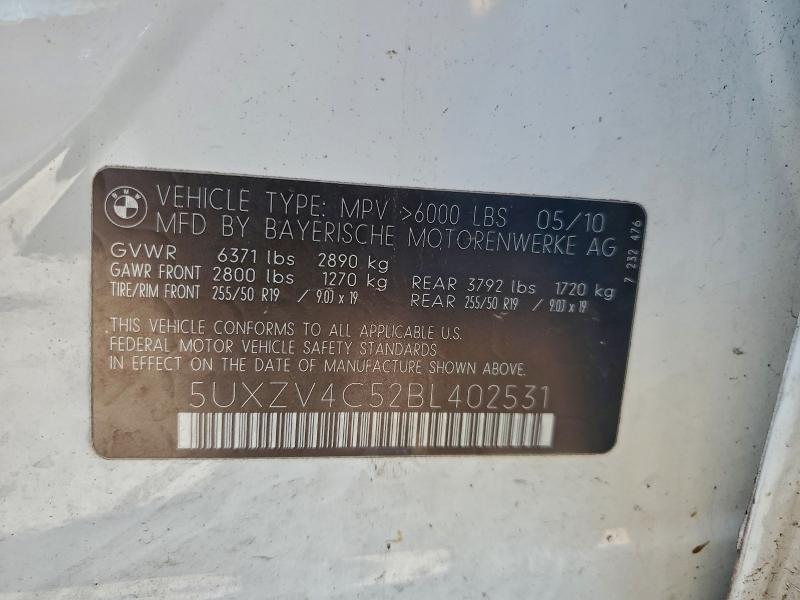 BMW
VEHICLE TYPE: MPV >6000 LBS 05/10
MFD BY BAYERISCHE MOTORENWERKE AG
GVWR 6371 lbs 2890 kg
GAWR FRONT 2800 lbs 1270 kg REAR 3792 lbs 1720 kg
TIRE/RIM FRONT 255/50 R19 / 9.0J x 19 REAR 255/50 R19 / 9.0J x 19
THIS VEHICLE CONFORMS TO ALL APPLICABLE U.S.
FEDERAL MOTOR VEHICLE SAFETY STANDARDS
IN EFFECT ON THE DATE OF MANUFACTURE SHOWN ABOVE.
5UXZV4C52BL402531
7 232 476